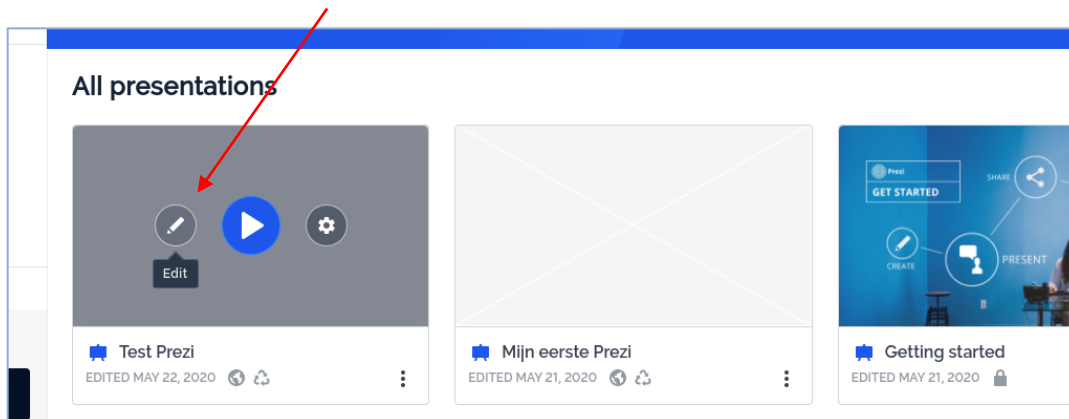 All presentations
Edit
Prezi
GET STARTED
SHARE
CREATE
PRESENT
Test Prezi
EDITED MAY 22, 2020
Mijn eerste Prezi
EDITED MAY 21, 2020
Getting started
EDITED MAY 21, 2020